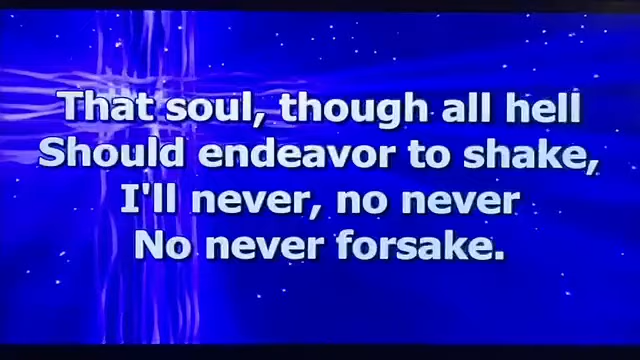 That soul, though all hell
Should endeavor to shake,
I'll never, no never
No never forsake.